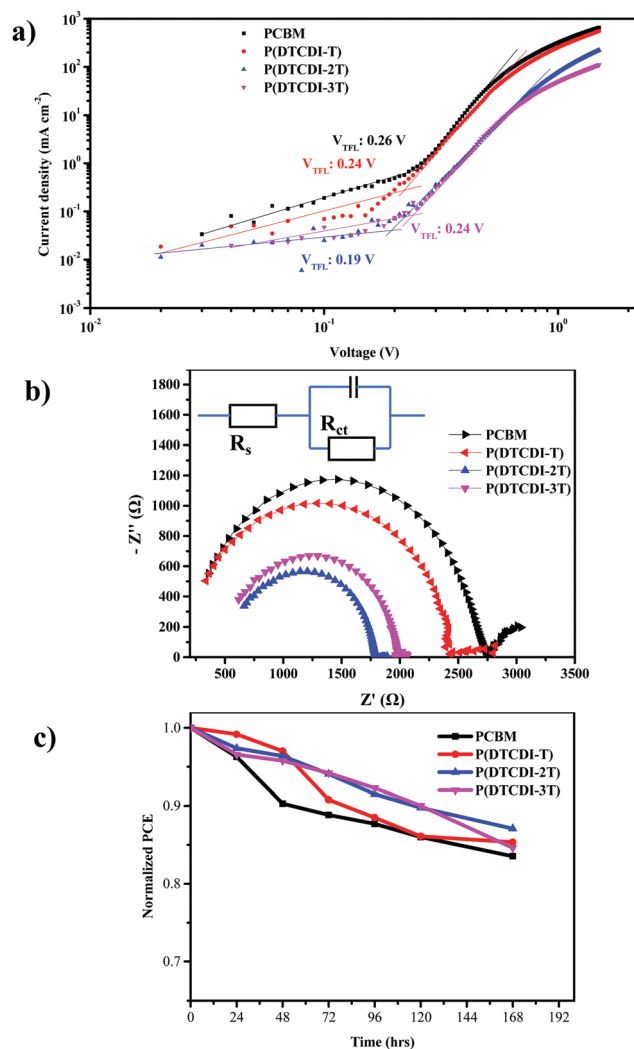 a)
PCBM
P(DTCDI-T)
P(DTCDI-2T)
P(DTCDI-3T)
V_TFL: 0.26 V
V_TFL: 0.24 V
V_TFL: 0.24 V
V_TFL: 0.19 V
Current density (mA cm⁻²)
10³
10²
10¹
10⁰
10⁻¹
10⁻²
10⁻³
10⁻² 10⁻¹ 10⁰
Voltage (V)
b)
1800
1600
1400
1200
1000
800
600
400
200
0
- Z'' (Ω)
R_s
R_ct
PCBM
P(DTCDI-T)
P(DTCDI-2T)
P(DTCDI-3T)
500 1000 1500 2000 2500 3000 3500
Z' (Ω)
c)
1.0
0.9
0.8
0.7
Normalized PCE
PCBM
P(DTCDI-T)
P(DTCDI-2T)
P(DTCDI-3T)
0 24 48 72 96 120 144 168 192
Time (hrs)